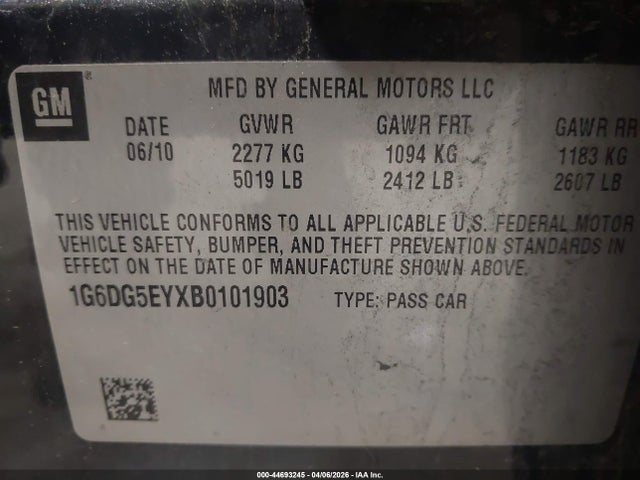 GM
MFD BY GENERAL MOTORS LLC
DATE GVWR GAWR FRT GAWR RR
06/10 2277 KG 1094 KG 1183 KG
5019 LB 2412 LB 2607 LB
THIS VEHICLE CONFORMS TO ALL APPLICABLE U.S. FEDERAL MOTOR
VEHICLE SAFETY, BUMPER, AND THEFT PREVENTION STANDARDS IN
EFFECT ON THE DATE OF MANUFACTURE SHOWN ABOVE.
1G6DG5EYXB0101903 TYPE: PASS CAR
000-44693245 - 04/06/2026 - IAA Inc.